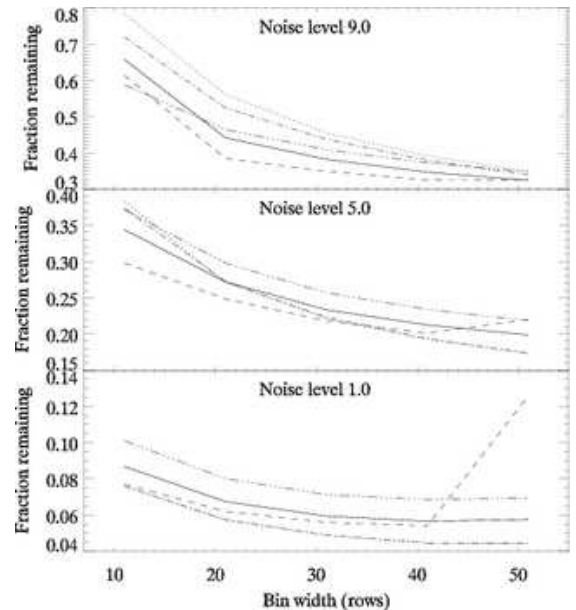 Noise level 9.0
Fraction remaining
0.8
0.7
0.6
0.5
0.4
0.3
Noise level 5.0
Fraction remaining
0.40
0.35
0.30
0.25
0.20
0.15
Noise level 1.0
Fraction remaining
0.14
0.12
0.10
0.08
0.06
0.04
10 20 30 40 50
Bin width (rows)